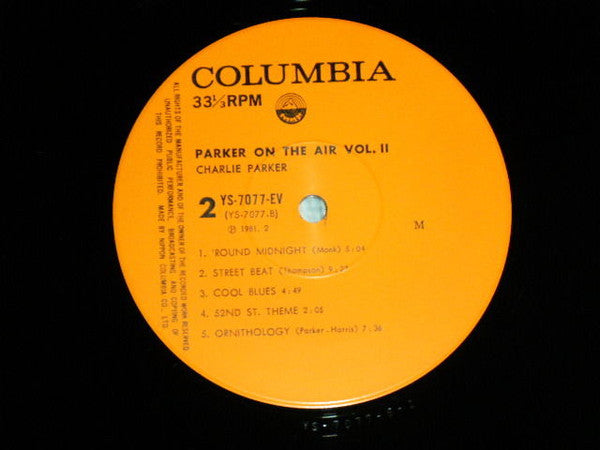 COLUMBIA
33⅓RPM
PARKER ON THE AIR VOL. II
CHARLIE PARKER
2 YS-7077-EV
(YS-7077.B)
Ⓟ 1981. 2
M
1. 'ROUND MIDNIGHT (Monk) 5:04
2. STREET BEAT (Thompson)
3. COOL BLUES 4:49
4. 52ND ST. THEME 2:05
5. ORNITHOLOGY (Parker-Harris) 7:36
ALL RIGHTS OF THE MANUFACTURER AND OF THE OWNER OF THE RECORDED WORK RESERVED
UNAUTHORIZED PUBLIC PERFORMANCE, BROADCASTING AND COPYING OF
THIS RECORD PROHIBITED. MADE BY NIPPON COLUMBIA CO., LTD.